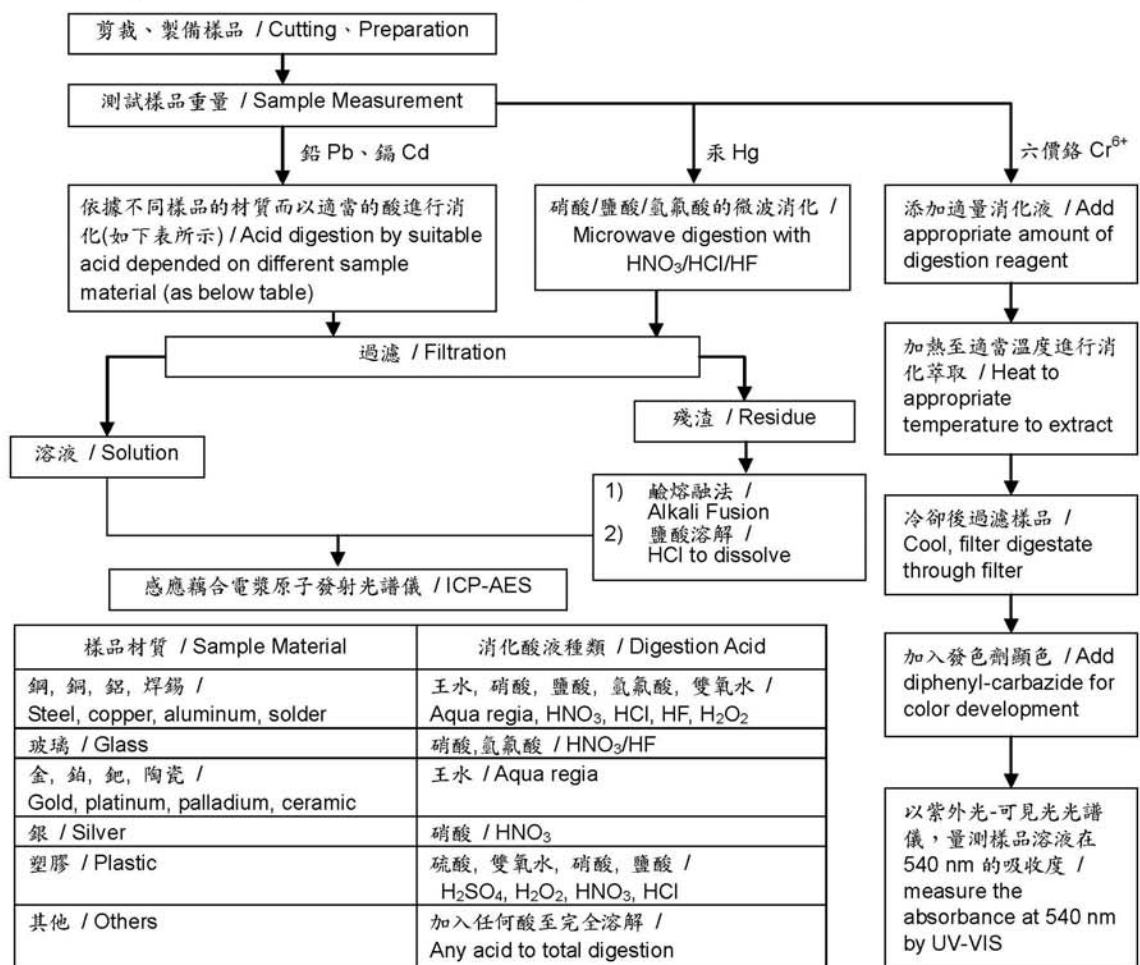 剪裁、製備樣品 / Cutting、Preparation
測試樣品重量 / Sample Measurement
鉛 Pb、鎘 Cd
汞 Hg
六價鉻 Cr6+
依據不同樣品的材質而以適當的酸進行消
化(如下表所示) / Acid digestion by suitable
acid depended on different sample
material (as below table)
硝酸/鹽酸/氫氟酸的微波消化 /
Microwave digestion with
HNO3/HCl/HF
添加適量消化液 / Add
appropriate amount of
digestion reagent
過濾 / Filtration
加熱至適當溫度進行消
化萃取 / Heat to
appropriate
temperature to extract
溶液 / Solution
殘渣 / Residue
1) 鹼熔融法 /
Alkali Fusion
2) 鹽酸溶解 /
HCl to dissolve
冷卻後過濾樣品 /
Cool, filter digestate
through filter
感應藕合電漿原子發射光譜儀 / ICP-AES
加入發色劑顯色 / Add
diphenyl-carbazide for
color development
以紫外光-可見光光譜
儀，量測樣品溶液在
540 nm 的吸收度 /
measure the
absorbance at 540 nm
by UV-VIS
樣品材質 / Sample Material
消化酸液種類 / Digestion Acid
鋼, 銅, 鋁, 焊錫 /
Steel, copper, aluminum, solder
王水, 硝酸, 鹽酸, 氫氟酸, 雙氧水 /
Aqua regia, HNO3, HCl, HF, H2O2
玻璃 / Glass
硝酸,氫氟酸 / HNO3/HF
金, 鉑, 鈀, 陶瓷 /
Gold, platinum, palladium, ceramic
王水 / Aqua regia
銀 / Silver
硝酸 / HNO3
塑膠 / Plastic
硫酸, 雙氧水, 硝酸, 鹽酸 /
H2SO4, H2O2, HNO3, HCl
其他 / Others
加入任何酸至完全溶解 /
Any acid to total digestion